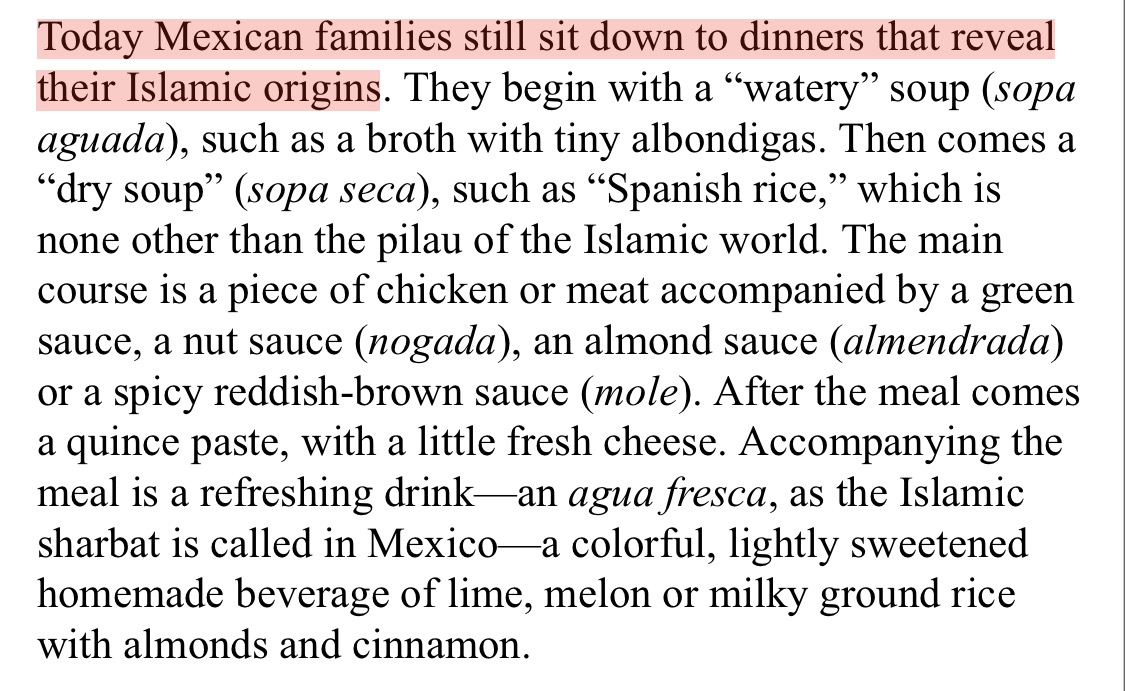 Today Mexican families still sit down to dinners that reveal
their Islamic origins. They begin with a “watery” soup (sopa
aguada), such as a broth with tiny albondigas. Then comes a
“dry soup” (sopa seca), such as “Spanish rice,” which is
none other than the pilau of the Islamic world. The main
course is a piece of chicken or meat accompanied by a green
sauce, a nut sauce (nogada), an almond sauce (almendrada)
or a spicy reddish-brown sauce (mole). After the meal comes
a quince paste, with a little fresh cheese. Accompanying the
meal is a refreshing drink—an agua fresca, as the Islamic
sharbat is called in Mexico—a colorful, lightly sweetened
homemade beverage of lime, melon or milky ground rice
with almonds and cinnamon.